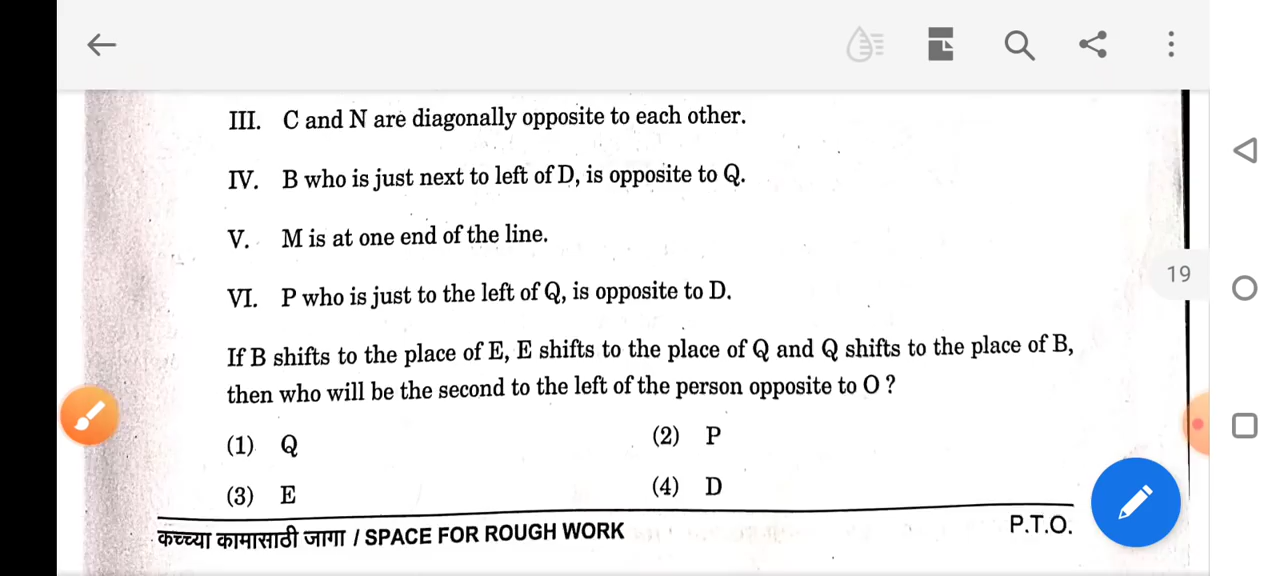 III. C and N are diagonally opposite to each other.
IV. B who is just next to left of D, is opposite to Q.
V. M is at one end of the line.
19
VI. P who is just to the left of Q, is opposite to D.
If B shifts to the place of E, E shifts to the place of Q and Q shifts to the place of B,
then who will be the second to the left of the person opposite to O ?
(1) Q (2) P
(3) E (4) D
कच्च्या कामासाठी जागा / SPACE FOR ROUGH WORK P.T.O.